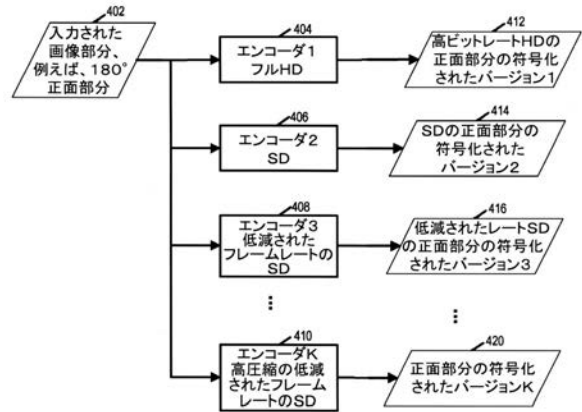 402
入力された
画像部分、
例えば、180°
正面部分
404
エンコーダ1
フルHD
412
高ビットレートHDの
正面部分の符号化
されたバージョン1
406
エンコーダ2
SD
414
SDの正面部分の
符号化された
バージョン2
408
エンコーダ3
低減された
フレームレートの
SD
416
低減されたレートSD
の正面部分の符号化
されたバージョン3
410
エンコーダK
高圧縮の低減
されたフレーム
レートのSD
420
正面部分の符号化
されたバージョンK